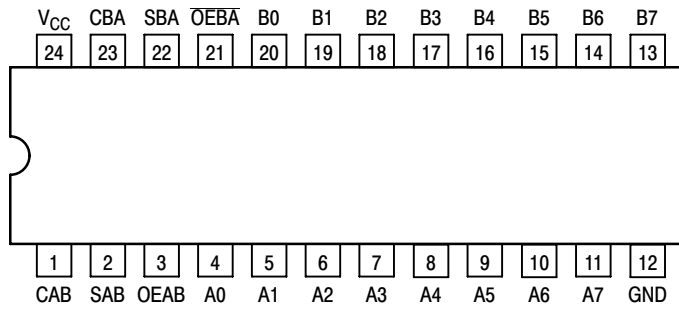 V_CC CBA SBA O̅E̅B̅A̅ B0 B1 B2 B3 B4 B5 B6 B7
24 23 22 21 20 19 18 17 16 15 14 13
1 2 3 4 5 6 7 8 9 10 11 12
CAB SAB OEAB A0 A1 A2 A3 A4 A5 A6 A7 GND